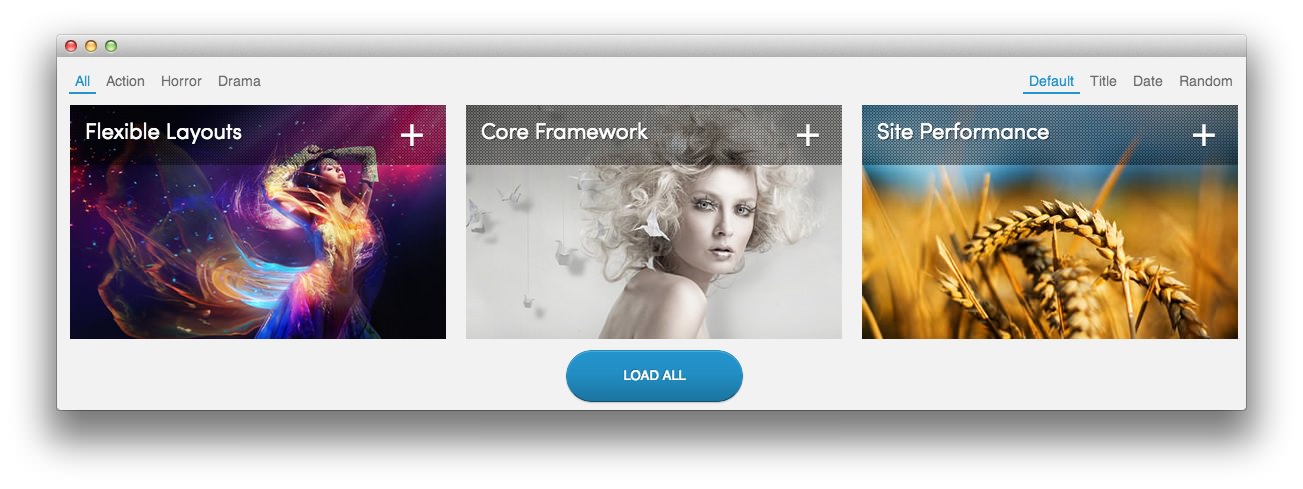 All Action Horror Drama Default Title Date Random
Flexible Layouts + Core Framework + Site Performance +
LOAD ALL